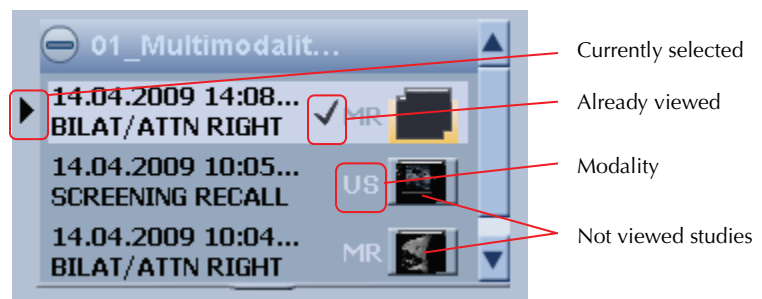 01_Multimodalit...
14.04.2009 14:08...
BILAT/ATTN RIGHT
MR
14.04.2009 10:05...
SCREENING RECALL
US
14.04.2009 10:04...
BILAT/ATTN RIGHT
MR
Currently selected
Already viewed
Modality
Not viewed studies